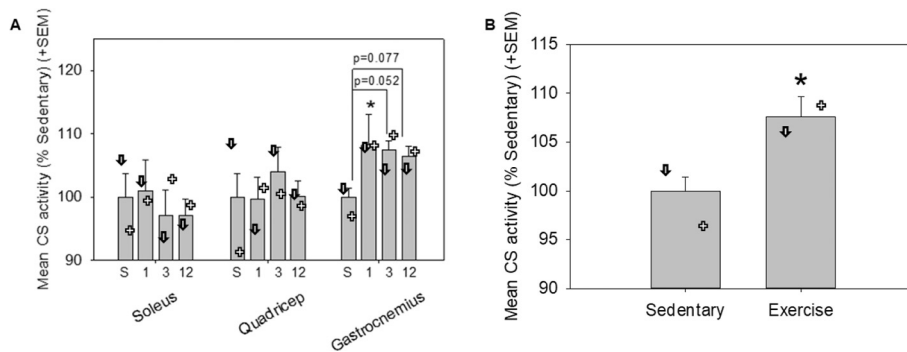 A
Mean CS activity (% Sedentary) (+SEM)
120
110
100
90
p=0.077
p=0.052
*
S 1 3 12 S 1 3 12 S 1 3 12
Soleus
Quadricep
Gastrocnemius
B
Mean CS activity (% Sedentary) (+SEM)
115
110
105
100
95
90
*
Sedentary Exercise